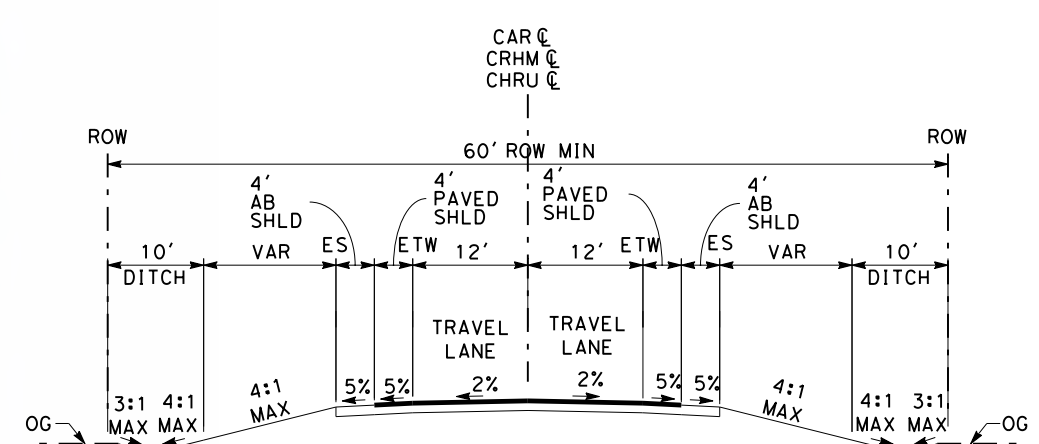 CAR ℄
CRHM ℄
CHRU ℄
ROW
ROW
60' ROW MIN
4'
AB
SHLD
4'
PAVED
SHLD
4'
PAVED
SHLD
4'
AB
SHLD
10'
DITCH
VAR
ES
ETW
12'
12'
ETW
ES
VAR
10'
DITCH
TRAVEL
LANE
TRAVEL
LANE
3:1
MAX
4:1
MAX
4:1
MAX
5%
5%
2%
2%
5%
5%
4:1
MAX
4:1
MAX
3:1
MAX
OG
OG